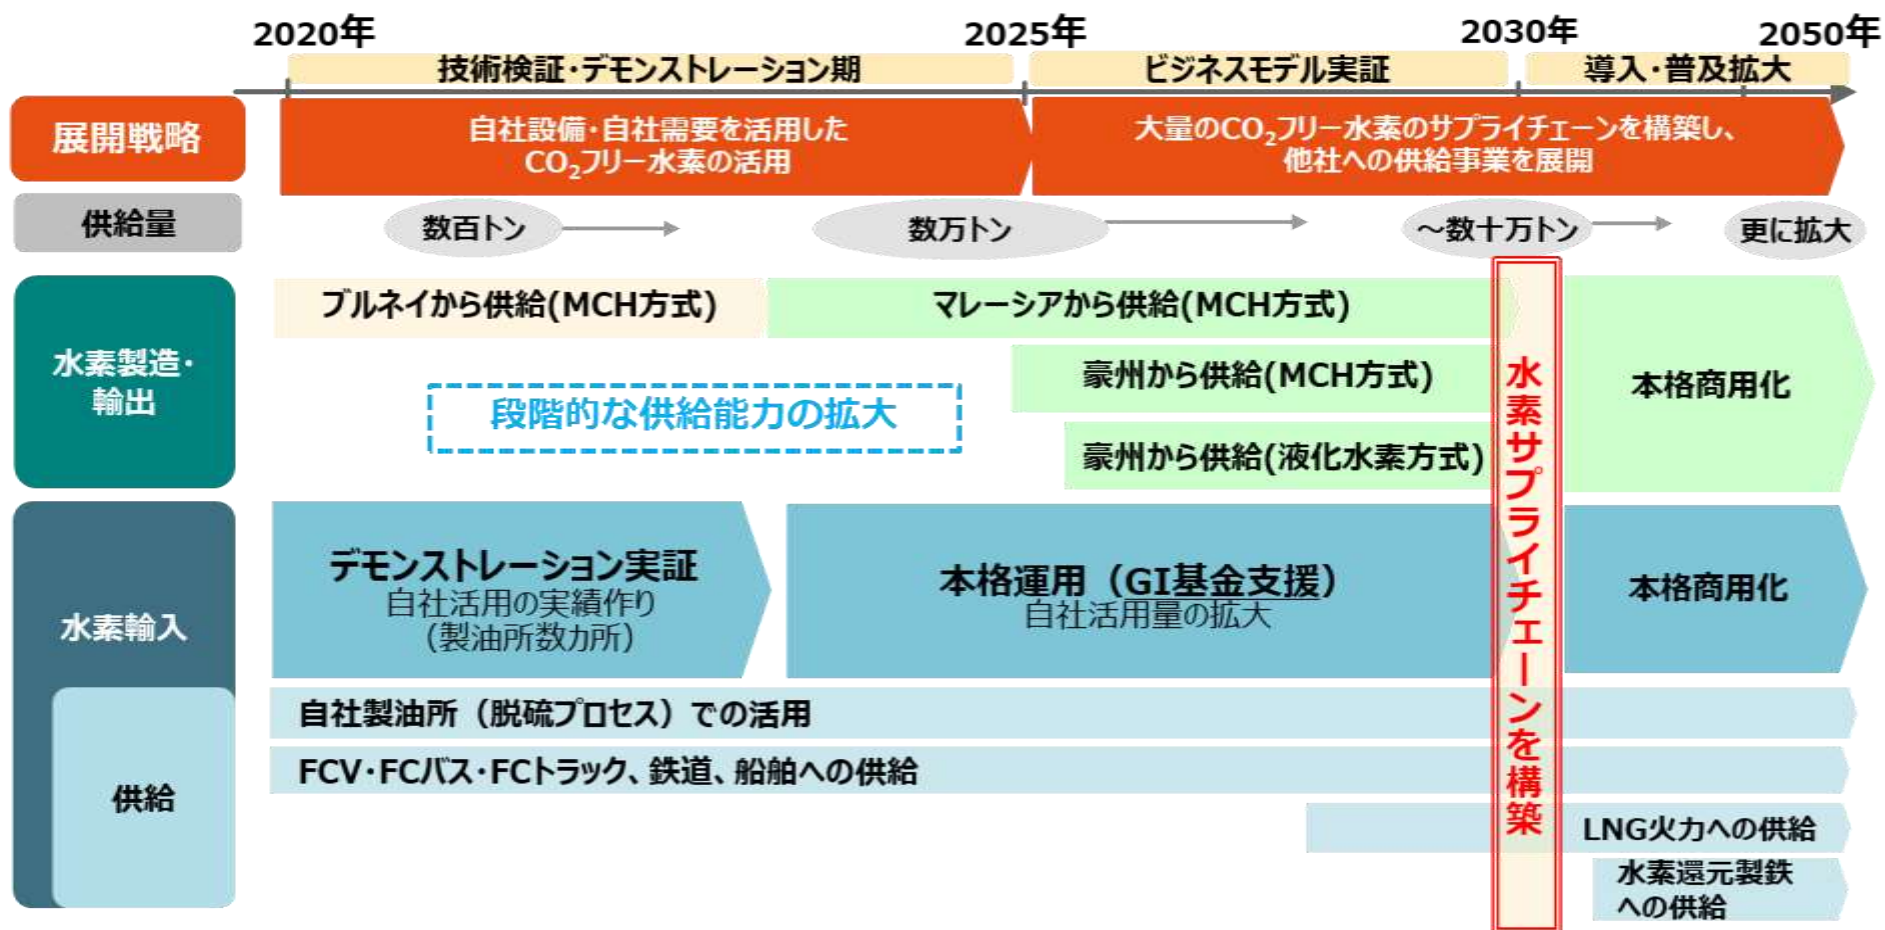 2020年
2025年
2030年
2050年
技術検証・デモンストレーション期
ビジネスモデル実証
導入・普及拡大
展開戦略
自社設備・自社需要を活用した
CO₂フリー水素の活用
大量のCO₂フリー水素のサプライチェーンを構築し、
他社への供給事業を展開
供給量
数百トン
数万トン
～数十万トン
更に拡大
水素製造・
輸出
ブルネイから供給(MCH方式)
マレーシアから供給(MCH方式)
豪州から供給(MCH方式)
豪州から供給(液化水素方式)
段階的な供給能力の拡大
本格商用化
水素サプライチェーンを構築
水素輸入
デモンストレーション実証
自社活用の実績作り
（製油所数カ所）
本格運用（GI基金支援）
自社活用量の拡大
本格商用化
供給
自社製油所（脱硫プロセス）での活用
FCV・FCバス・FCトラック、鉄道、船舶への供給
LNG火力への供給
水素還元製鉄
への供給